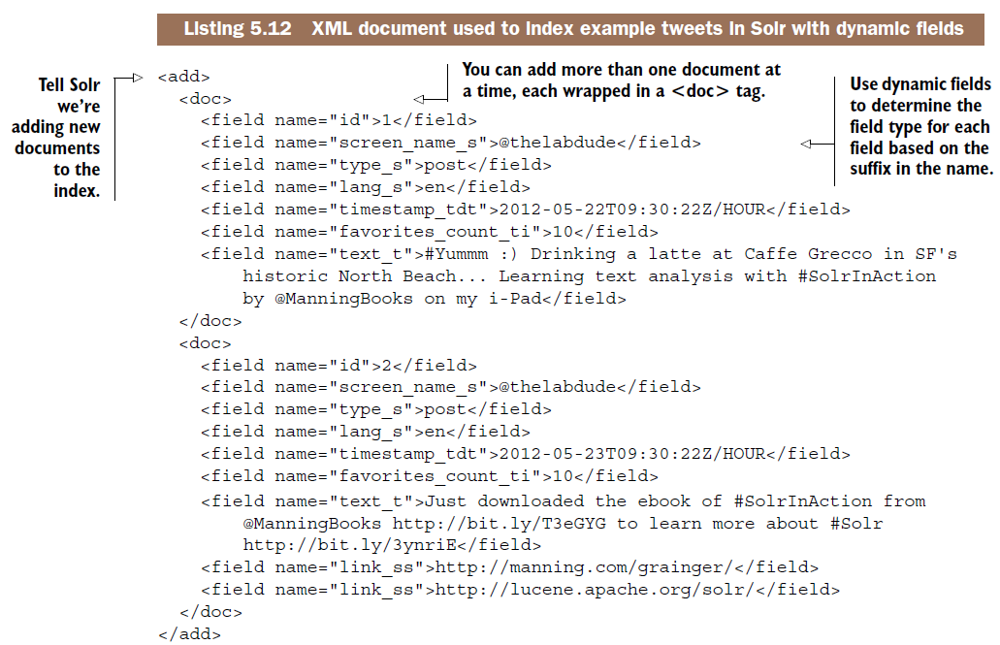 Listing 5.12 XML document used to index example tweets in Solr with dynamic fields
Tell Solr
we're
adding new
documents
to the
index.
You can add more than one document at
a time, each wrapped in a <doc> tag.
Use dynamic fields
to determine the
field type for each
field based on the
suffix in the name.
<add>
<doc>
<field name="id">1</field>
<field name="screen_name_s">@thelabdude</field>
<field name="type_s">post</field>
<field name="lang_s">en</field>
<field name="timestamp_tdt">2012-05-22T09:30:22Z/HOUR</field>
<field name="favorites_count_ti">10</field>
<field name="text_t">#Yummm :) Drinking a latte at Caffe Grecco in SF's
historic North Beach... Learning text analysis with #SolrInAction
by @ManningBooks on my i-Pad</field>
</doc>
<doc>
<field name="id">2</field>
<field name="screen_name_s">@thelabdude</field>
<field name="type_s">post</field>
<field name="lang_s">en</field>
<field name="timestamp_tdt">2012-05-23T09:30:22Z/HOUR</field>
<field name="favorites_count_ti">10</field>
<field name="text_t">Just downloaded the ebook of #SolrInAction from
@ManningBooks http://bit.ly/T3eGYG to learn more about #Solr
http://bit.ly/3ynriE</field>
<field name="link_ss">http://manning.com/grainger/</field>
<field name="link_ss">http://lucene.apache.org/solr/</field>
</doc>
</add>